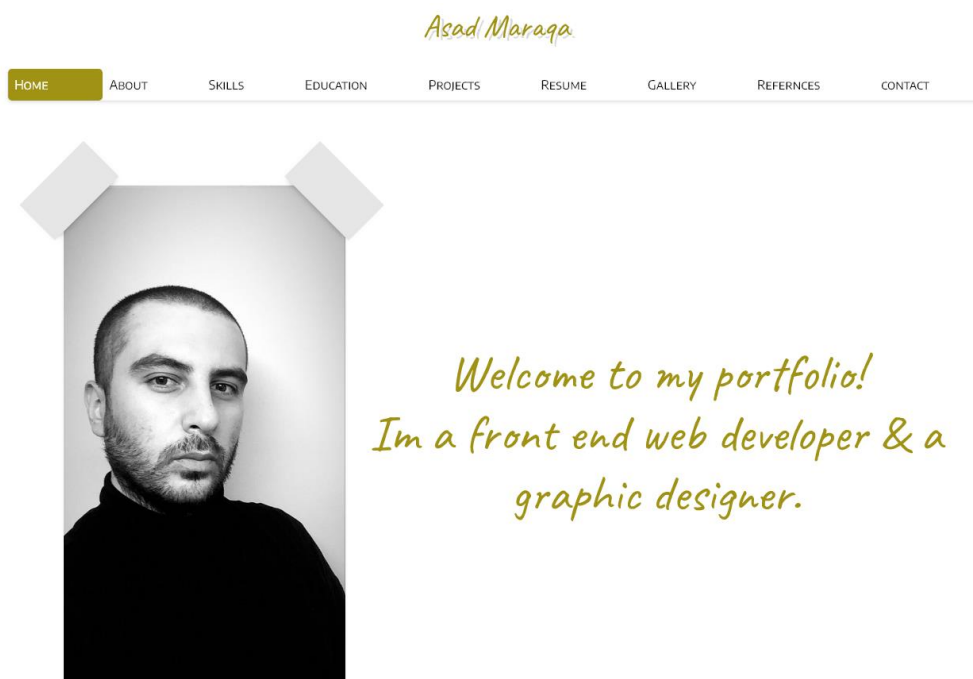 Asad Maraqa
HOME ABOUT SKILLS EDUCATION PROJECTS RESUME GALLERY REFERNCES CONTACT
Welcome to my portfolio!
Im a front end web developer & a
graphic designer.